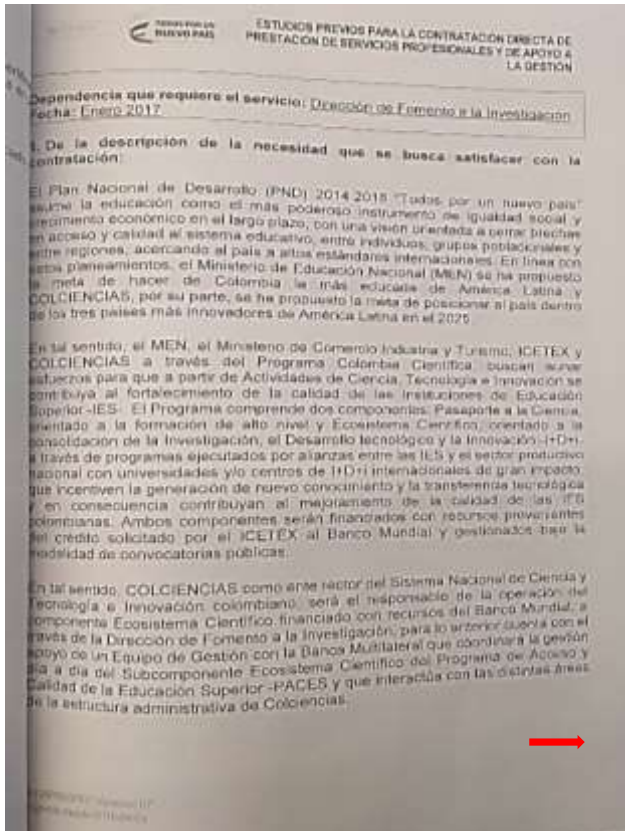 TODOS POR UN
NUEVO PAÍS
ESTUDIOS PREVIOS PARA LA CONTRATACIÓN DIRECTA DE
PRESTACIÓN DE SERVICIOS PROFESIONALES Y DE APOYO A
LA GESTIÓN
Dependencia que requiere el servicio: Dirección de Fomento a la Investigación
Fecha: Enero 2017
1. De la descripción de la necesidad que se busca satisfacer con la
contratación:
El Plan Nacional de Desarrollo (PND) 2014-2018 "Todos por un nuevo país"
asume la educación como el más poderoso instrumento de igualdad social y
crecimiento económico en el largo plazo, con una visión orientada a cerrar brechas
en acceso y calidad al sistema educativo, entre individuos, grupos poblacionales y
entre regiones, acercando al país a altos estándares internacionales. En línea con
estos planeamientos, el Ministerio de Educación Nacional (MEN) se ha propuesto
la meta de hacer de Colombia la más educada de América Latina y
COLCIENCIAS, por su parte, se ha propuesto la meta de posicionar al país dentro
de los tres países más innovadores de América Latina en el 2025.
En tal sentido, el MEN, el Ministerio de Comercio Industria y Turismo, ICETEX y
COLCIENCIAS a través del Programa Colombia Científica, buscan aunar
esfuerzos para que a partir de Actividades de Ciencia, Tecnología e Innovación se
contribuya al fortalecimiento de la calidad de las Instituciones de Educación
Superior -IES-. El Programa comprende dos componentes: Pasaporte a la Ciencia,
orientado a la formación de alto nivel y Ecosistema Científico, orientado a la
consolidación de la Investigación, el Desarrollo tecnológico y la Innovación -I+D+i-
a través de programas ejecutados por alianzas entre las IES y el sector productivo
nacional con universidades y/o centros de I+D+i internacionales de gran impacto,
que incentiven la generación de nuevo conocimiento y la transferencia tecnológica
y en consecuencia contribuyan al mejoramiento de la calidad de las IES
colombianas. Ambos componentes serán financiados con recursos provenientes
del crédito solicitado por el ICETEX al Banco Mundial y gestionados bajo la
modalidad de convocatorias públicas.
En tal sentido, COLCIENCIAS como ente rector del Sistema Nacional de Ciencia y
Tecnología e Innovación colombiano, será el responsable de la operación del
componente Ecosistema Científico financiado con recursos del Banco Mundial, a
través de la Dirección de Fomento a la Investigación, para lo anterior cuenta con el
apoyo de un Equipo de Gestión con la Banca Multilateral que coordinará la gestión
día a día del Subcomponente Ecosistema Científico del Programa de Acceso y
Calidad de la Educación Superior -PACES y que interactúa con las distintas áreas
de la estructura administrativa de Colciencias.